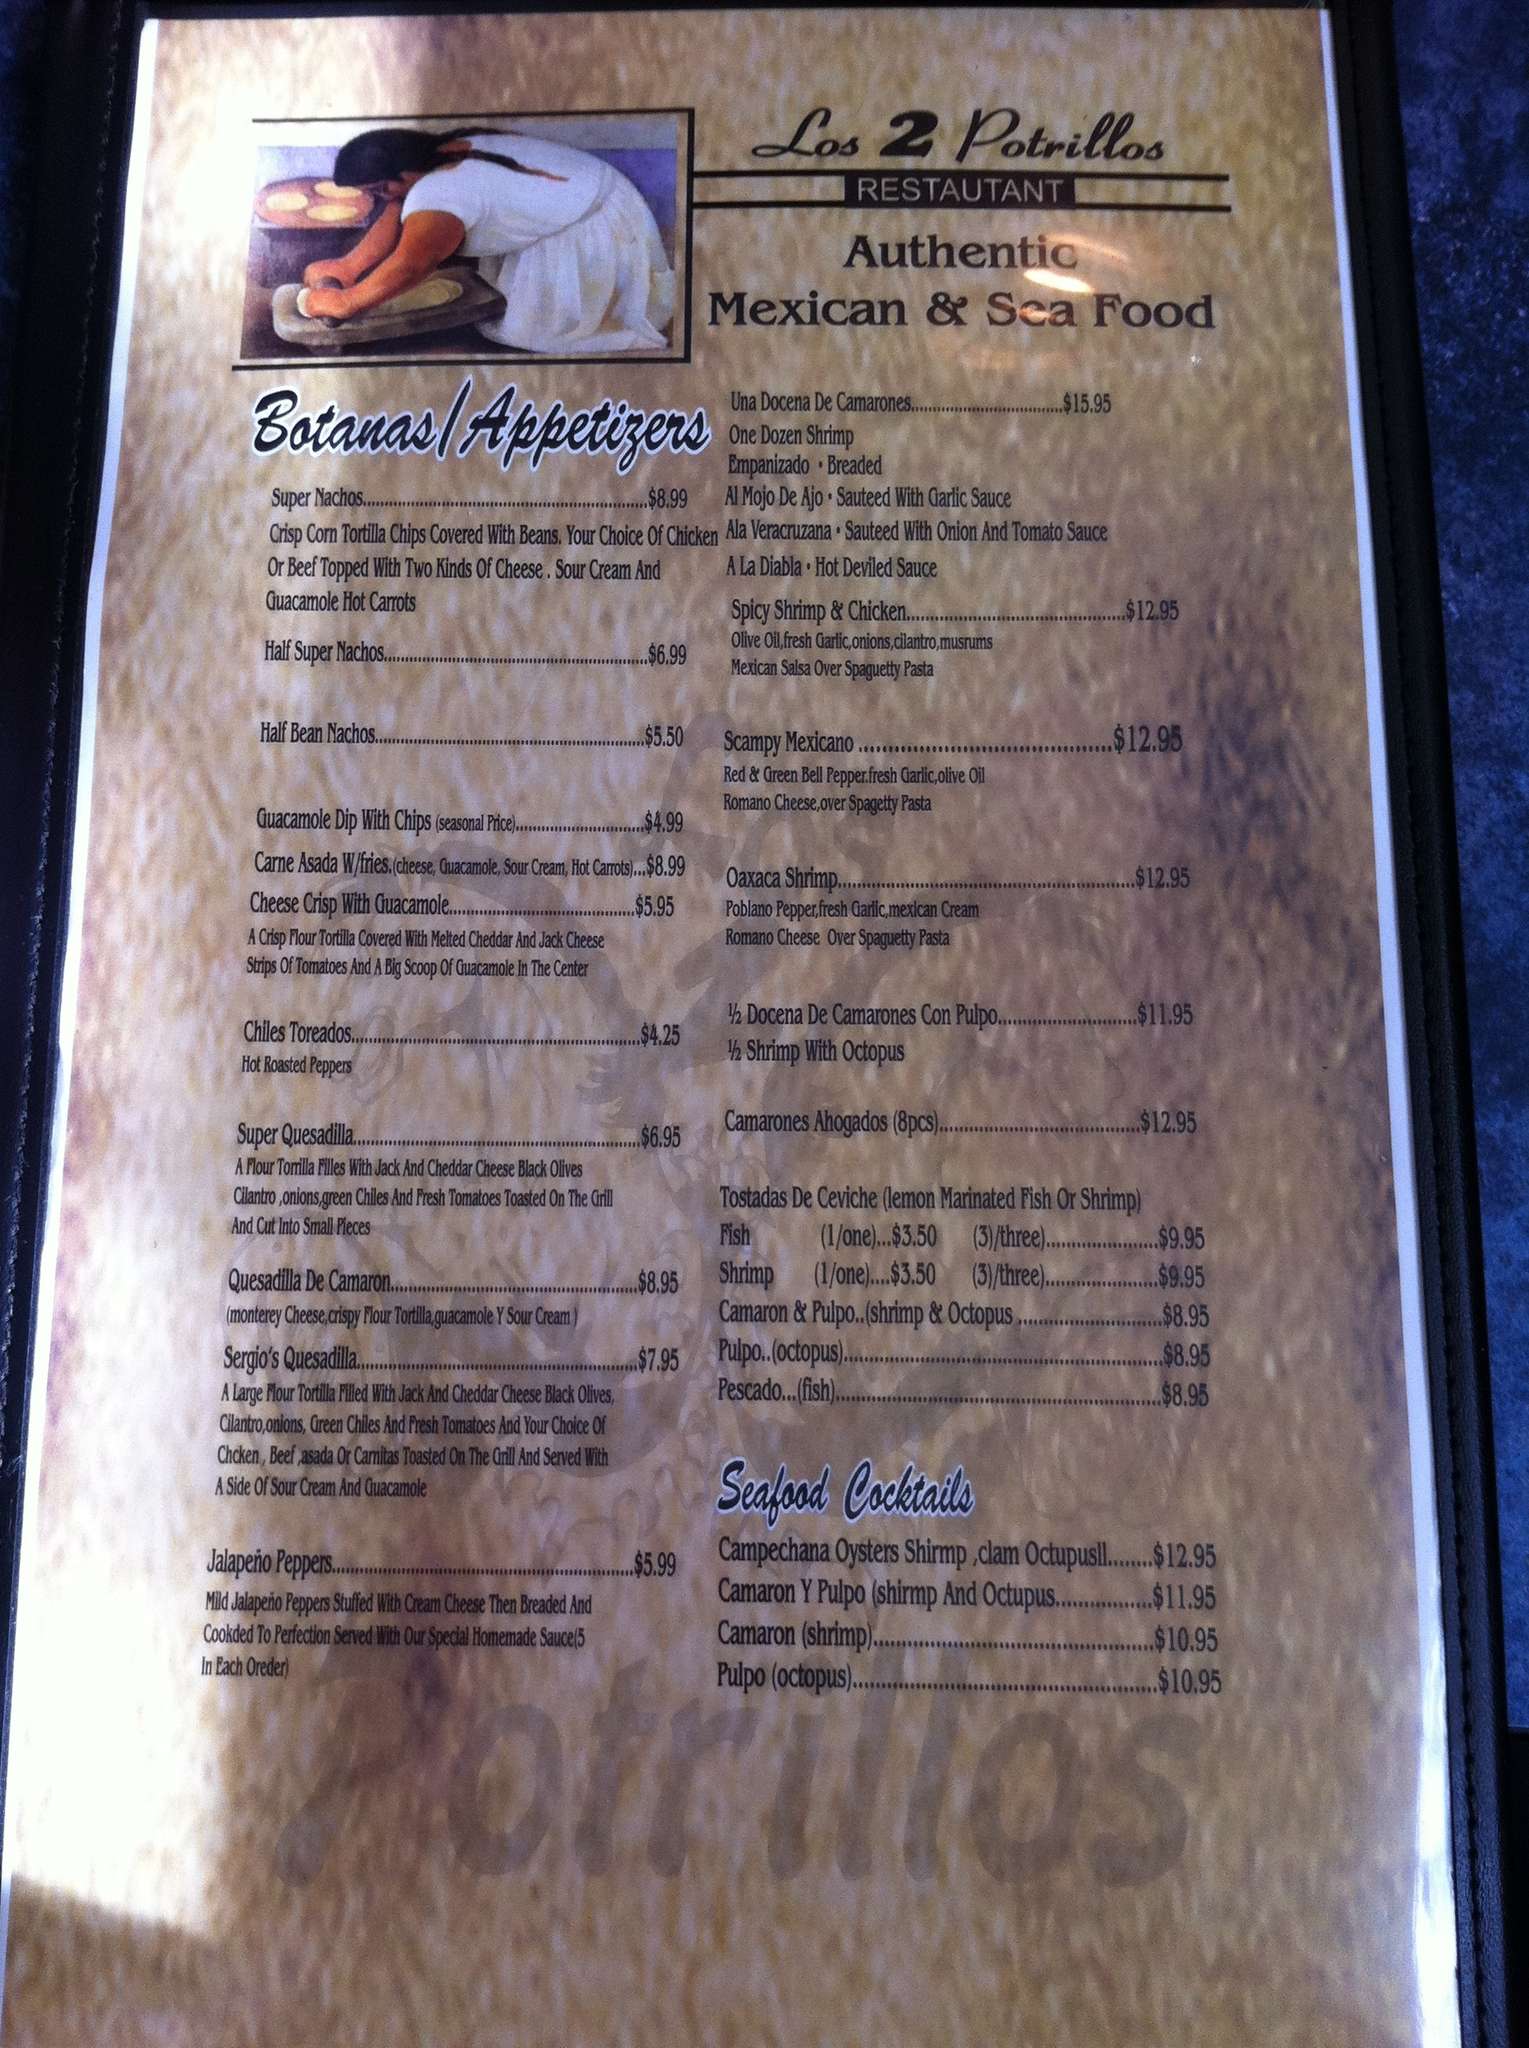 Los 2 Potrillos
RESTAUTANT
Authentic
Mexican & Sea Food
Botanas/Appetizers
Super Nachos...$8.99
Crisp Corn Tortilla Chips Covered With Beans. Your Choice Of Chicken
Or Beef Topped With Two Kinds Of Cheese . Sour Cream And
Guacamole Hot Carrots
Half Super Nachos...$6.99
Half Bean Nachos...$5.50
Guacamole Dip With Chips (seasonal Price)...$4.99
Carne Asada W/fries.(cheese, Guacamole, Sour Cream, Hot Carrots)...$8.99
Cheese Crisp With Guacamole...$5.95
A Crisp Flour Tortilla Covered With Melted Cheddar And Jack Cheese
Strips Of Tomatoes And A Big Scoop Of Guacamole In The Center
Chiles Toreados...$4.25
Hot Roasted Peppers
Super Quesadilla...$6.95
A Flour Torrilla Filles With Jack And Cheddar Cheese Black Olives
Cilantro ,onions,green Chiles And Fresh Tomatoes Toasted On The Grill
And Cut Into Small Pieces
Quesadilla De Camaron...$8.95
(monterey Cheese,crispy Flour Tortilla,guacamole Y Sour Cream )
Sergio's Quesadilla...$7.95
A Large Flour Tortilla Filled With Jack And Cheddar Cheese Black Olives,
Cilantro,onions, Green Chiles And Fresh Tomatoes And Your Choice Of
Chcken , Beef ,asada Or Carnitas Toasted On The Grill And Served With
A Side Of Sour Cream And Guacamole
Jalapeño Peppers...$5.99
Mild Jalapeño Peppers Stuffed With Cream Cheese Then Breaded And
Cookded To Perfection Served With Our Special Homemade Sauce(5
In Each Oreder)
Una Docena De Camarones...$15.95
One Dozen Shrimp
Empanizado • Breaded
Al Mojo De Ajo • Sauteed With Garlic Sauce
Ala Veracruzana • Sauteed With Onion And Tomato Sauce
A La Diabla • Hot Deviled Sauce
Spicy Shrimp & Chicken...$12.95
Olive Oil,fresh Garlic,onions,cilantro,musrums
Mexican Salsa Over Spaguetty Pasta
Scampy Mexicano ...$12.95
Red & Green Bell Pepper.fresh Garlic,olive Oil
Romano Cheese,over Spagetty Pasta
Oaxaca Shrimp...$12.95
Poblano Pepper,fresh Garlic,mexican Cream
Romano Cheese Over Spaguetty Pasta
½ Docena De Camarones Con Pulpo...$11.95
½ Shrimp With Octopus
Camarones Ahogados (8pcs)...$12.95
Tostadas De Ceviche (lemon Marinated Fish Or Shrimp)
Fish (1/one)...$3.50 (3)/three)...$9.95
Shrimp (1/one)....$3.50 (3)/three)...$9.95
Camaron & Pulpo..(shrimp & Octopus ...$8.95
Pulpo..(octopus)...$8.95
Pescado...(fish)...$8.95
Seafood Cocktails
Campechana Oysters Shirmp ,clam Octupusll........$12.95
Camaron Y Pulpo (shirmp And Octupus...$11.95
Camaron (shrimp)...$10.95
Pulpo (octopus)...$10.95
Potrillos